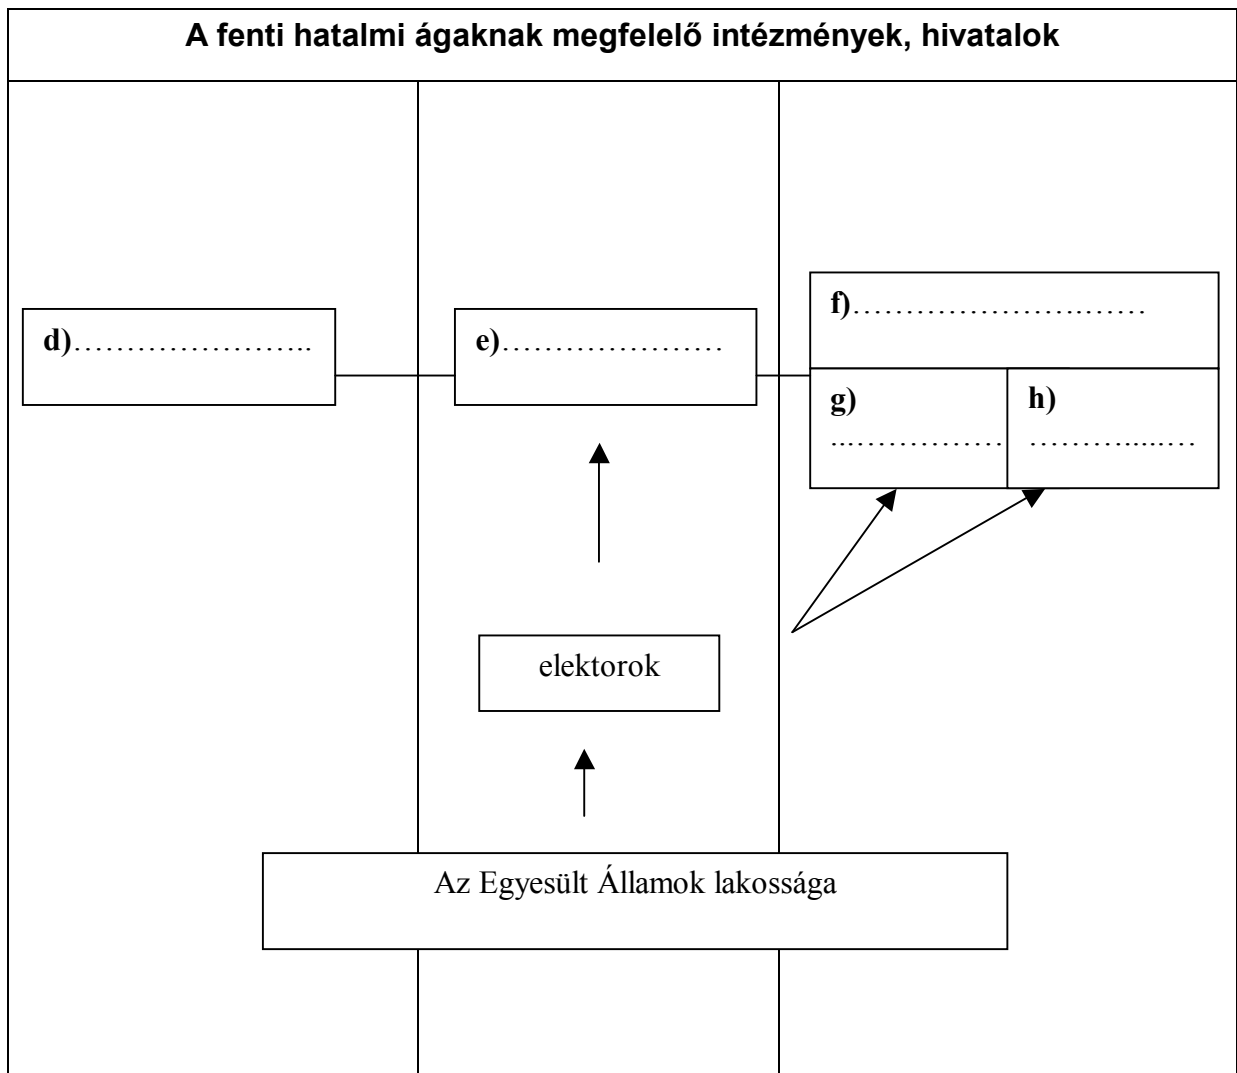 A fenti hatalmi ágaknak megfelelő intézmények, hivatalok
d)…………………….
e)…………………
f)………………….……
g)
...……………
h)
………....…
elektorok
Az Egyesült Államok lakossága